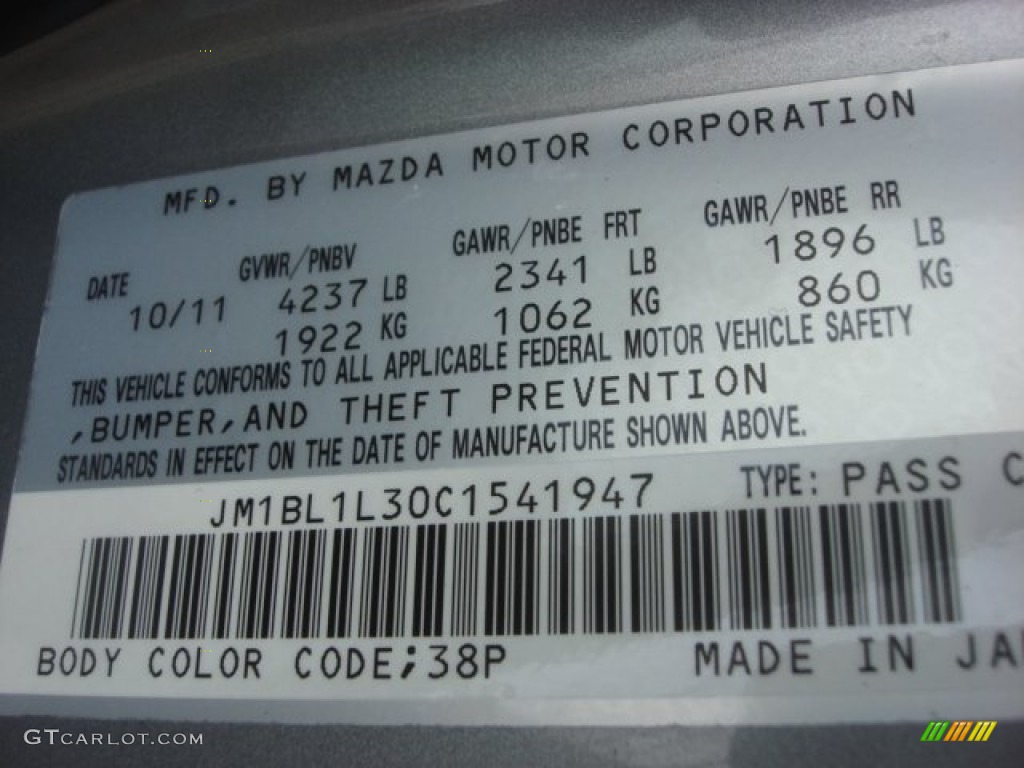 MFD. BY MAZDA MOTOR CORPORATION
DATE GVWR/PNBV GAWR/PNBE FRT GAWR/PNBE RR
10/11 4237 LB 2341 LB 1896 LB
1922 KG 1062 KG 860 KG
THIS VEHICLE CONFORMS TO ALL APPLICABLE FEDERAL MOTOR VEHICLE SAFETY
,BUMPER,AND THEFT PREVENTION
STANDARDS IN EFFECT ON THE DATE OF MANUFACTURE SHOWN ABOVE.
JM1BL1L30C1541947 TYPE: PASS C
BODY COLOR CODE;38P MADE IN JA
GTCARLOT.COM